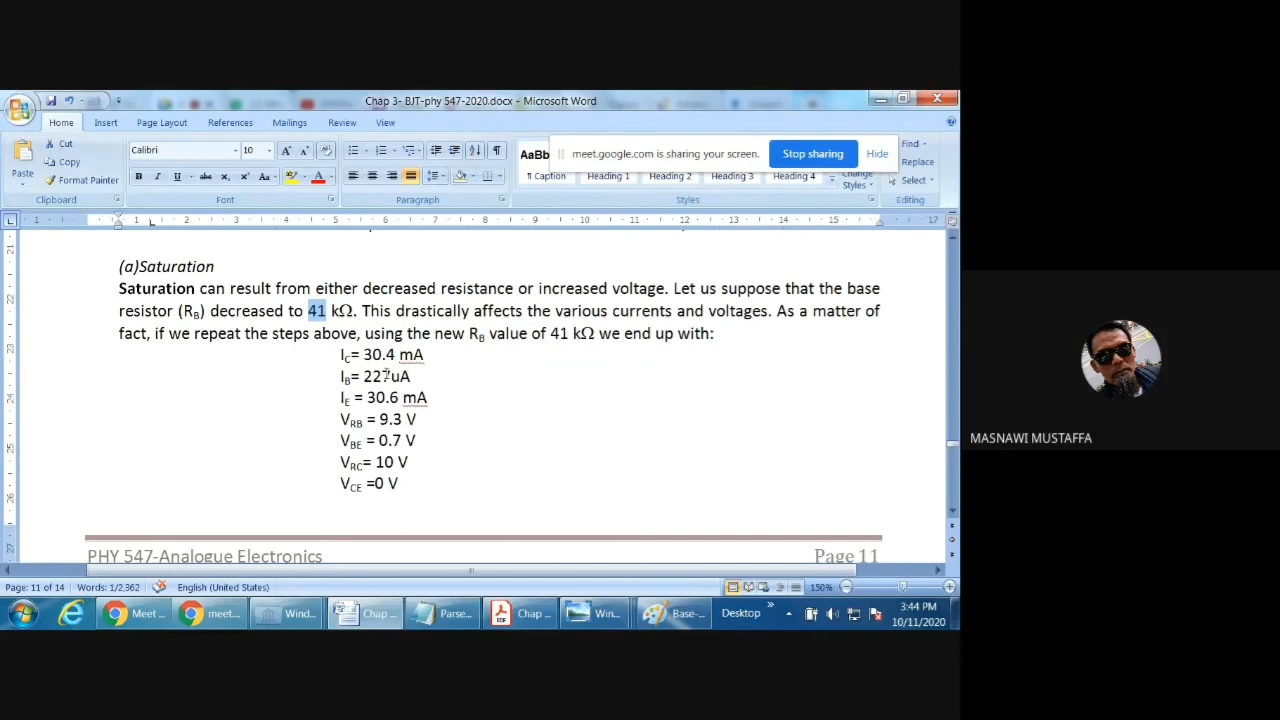 Chap 3- BJT-phy 547-2020.docx - Microsoft Word
Home Insert Page Layout References Mailings Review View
Paste Cut Copy Format Painter Clipboard
Calibri 10 Font
Paragraph
AaBb ¶ Caption Heading 1 Heading 2 Heading 3 Heading 4 Change Styles Styles
Find Replace Select Editing
meet.google.com is sharing your screen. Stop sharing Hide
(a)Saturation
Saturation can result from either decreased resistance or increased voltage. Let us suppose that the base
resistor (RB) decreased to 41 kΩ. This drastically affects the various currents and voltages. As a matter of
fact, if we repeat the steps above, using the new RB value of 41 kΩ we end up with:
IC= 30.4 mA
IB= 227uA
IE = 30.6 mA
VRB = 9.3 V
VBE = 0.7 V
VRC= 10 V
VCE =0 V
PHY 547-Analogue Electronics Page 11
Page: 11 of 14 Words: 1/2,362 English (United States) 150%
Meet ... meet... Wind... Chap ... Parse... Chap ... Win... Base-... Desktop
3:44 PM
10/11/2020
MASNAWI MUSTAFFA